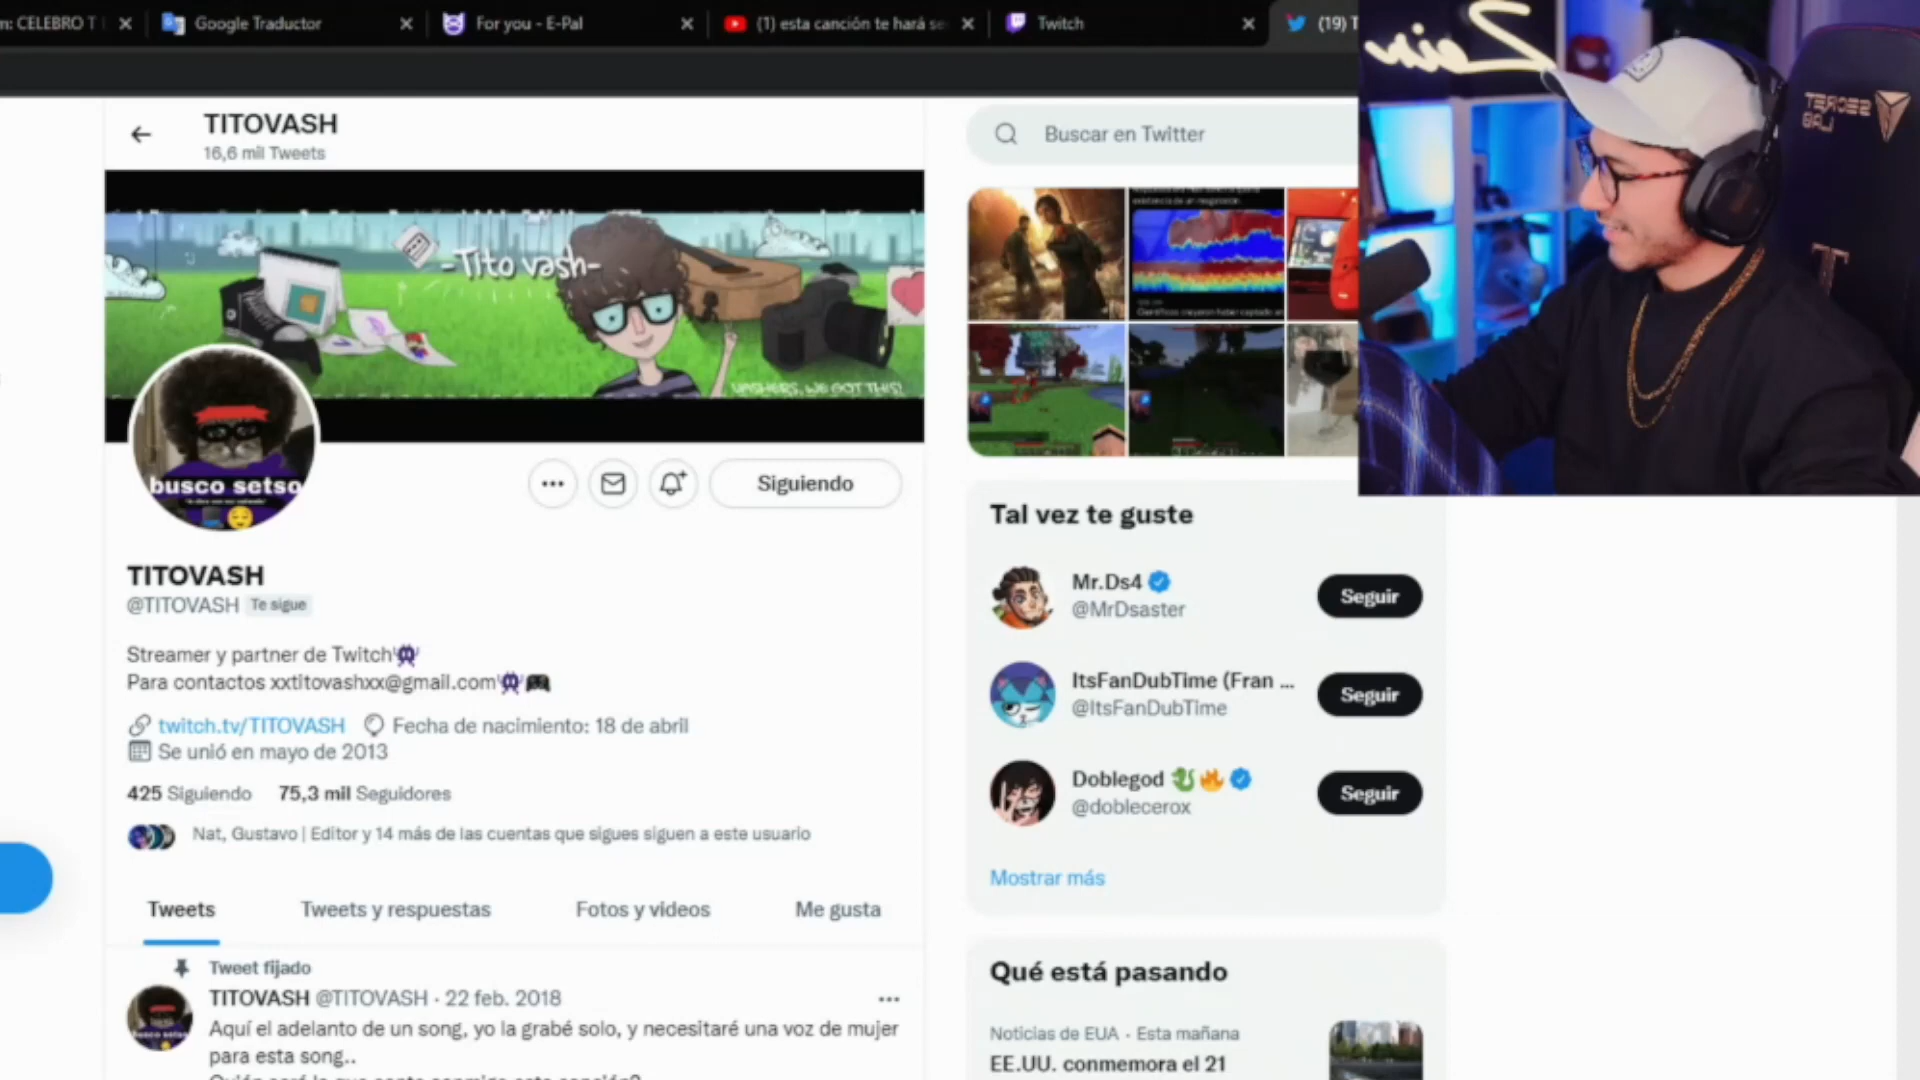 CELEBRO T
Google Traductor
For you - E-Pal
(1) esta canción te hará se
Twitch
(19) T
TITOVASH
16,6 mil Tweets
Buscar en Twitter
-Tito vash-
VASHERS, WE GOT THIS!
busco setso
Siguiendo
TITOVASH
@TITOVASH Te sigue
Streamer y partner de Twitch
Para contactos xxtitovashxx@gmail.com
twitch.tv/TITOVASH Fecha de nacimiento: 18 de abril
Se unió en mayo de 2013
425 Siguiendo 75,3 mil Seguidores
Nat, Gustavo | Editor y 14 más de las cuentas que sigues siguen a este usuario
Tweets Tweets y respuestas Fotos y videos Me gusta
Tweet fijado
TITOVASH @TITOVASH · 22 feb. 2018
Aquí el adelanto de un song, yo la grabé solo, y necesitaré una voz de mujer
para esta song..
Tal vez te guste
Mr.Ds4
@MrDsaster
Seguir
ItsFanDubTime (Fran ...
@ItsFanDubTime
Seguir
Doblegod
@doblecerox
Seguir
Mostrar más
Qué está pasando
Noticias de EUA · Esta mañana
EE.UU. conmemora el 21
Zein
SECRET
LAB